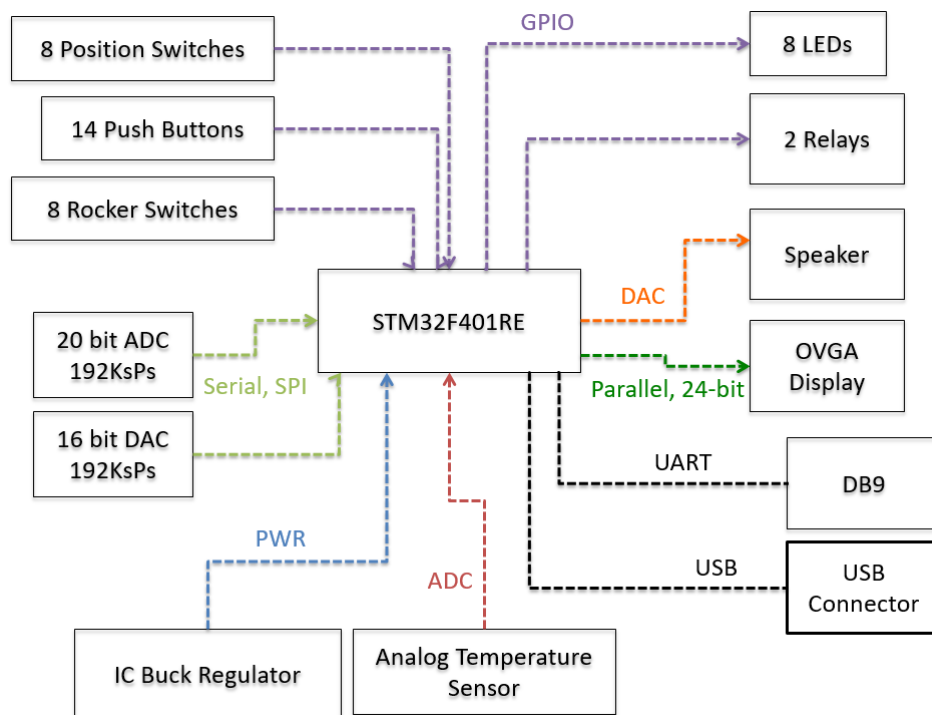 GPIO
8 Position Switches
8 LEDs
14 Push Buttons
2 Relays
8 Rocker Switches
Speaker
DAC
STM32F401RE
20 bit ADC
192KsPs
Serial, SPI
OVGA
Display
Parallel, 24-bit
16 bit DAC
192KsPs
UART
DB9
PWR
ADC
USB
USB
Connector
IC Buck Regulator
Analog Temperature
Sensor